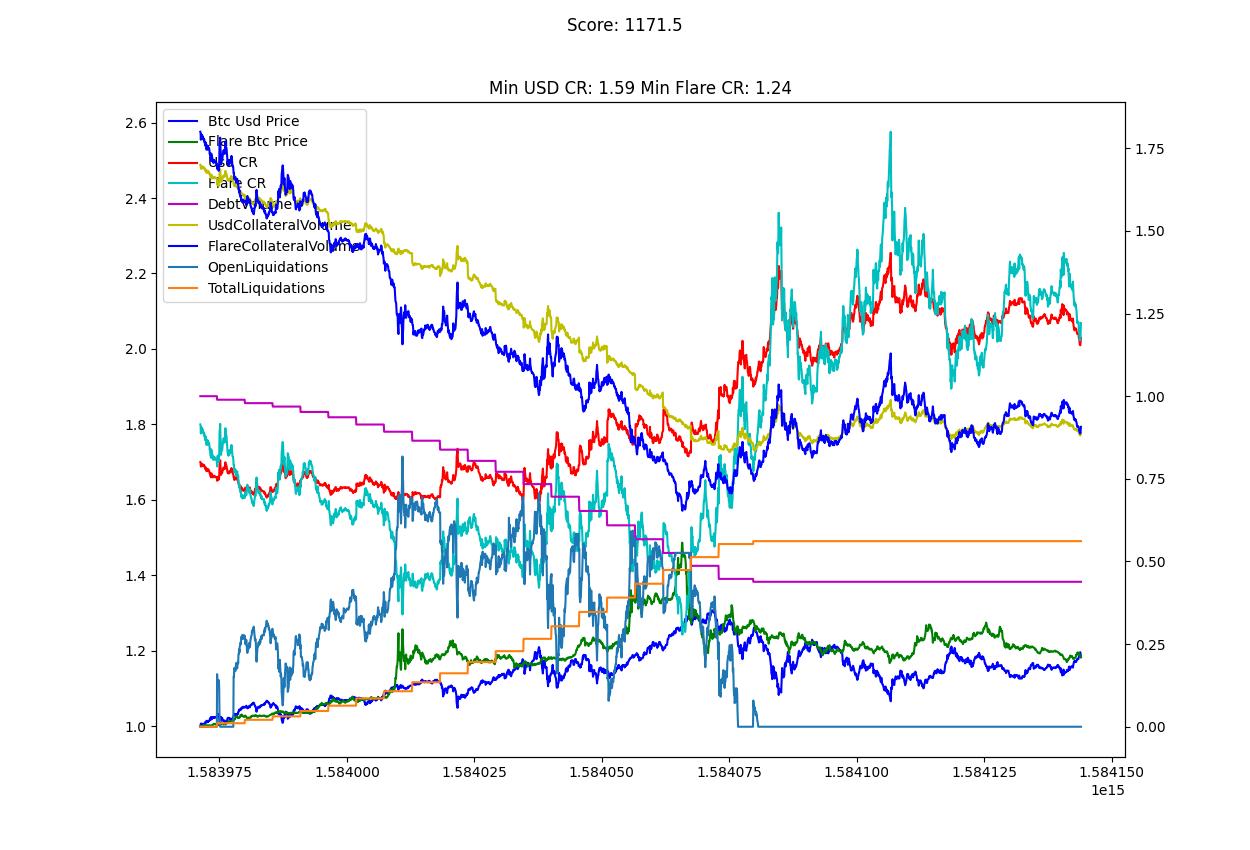 Score: 1171.5
Min USD CR: 1.59 Min Flare CR: 1.24
Btc Usd Price
Flare Btc Price
Usd CR
Flare CR
DebtVolume
UsdCollateralVolume
FlareCollateralVolume
OpenLiquidations
TotalLiquidations
2.6
2.4
2.2
2.0
1.8
1.6
1.4
1.2
1.0
1.75
1.50
1.25
1.00
0.75
0.50
0.25
0.00
1.583975 1.584000 1.584025 1.584050 1.584075 1.584100 1.584125 1.584150
1e15